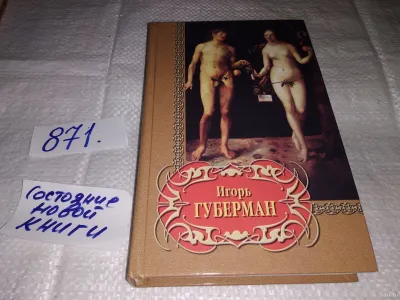 871.
Состояние
новой
книги
Игорь
ГУБЕРМАН